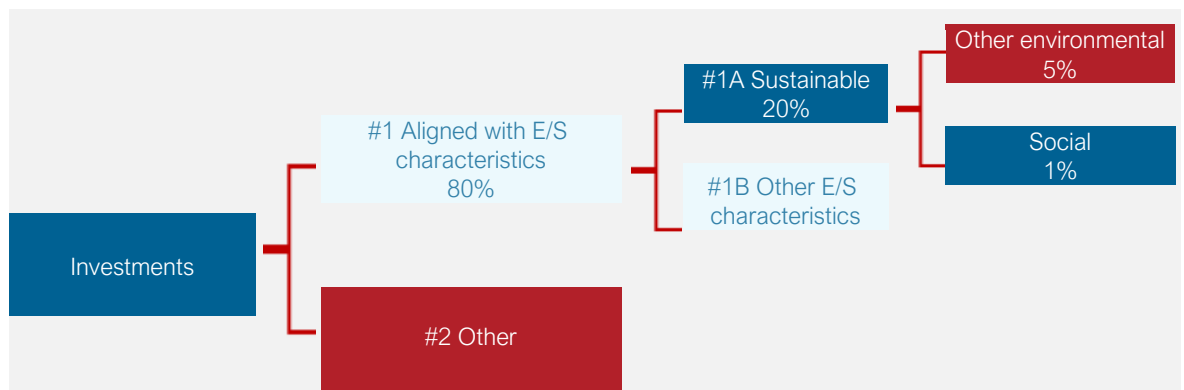 Investments
#1 Aligned with E/S
characteristics
80%
#2 Other
#1A Sustainable
20%
#1B Other E/S
characteristics
Other environmental
5%
Social
1%